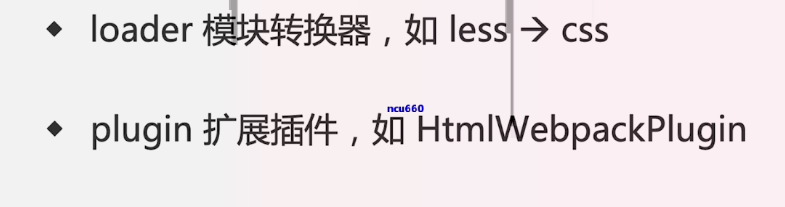 ◆ loader 模块转换器，如 less → css
ncu660
◆ plugin 扩展插件，如 HtmlWebpackPlugin